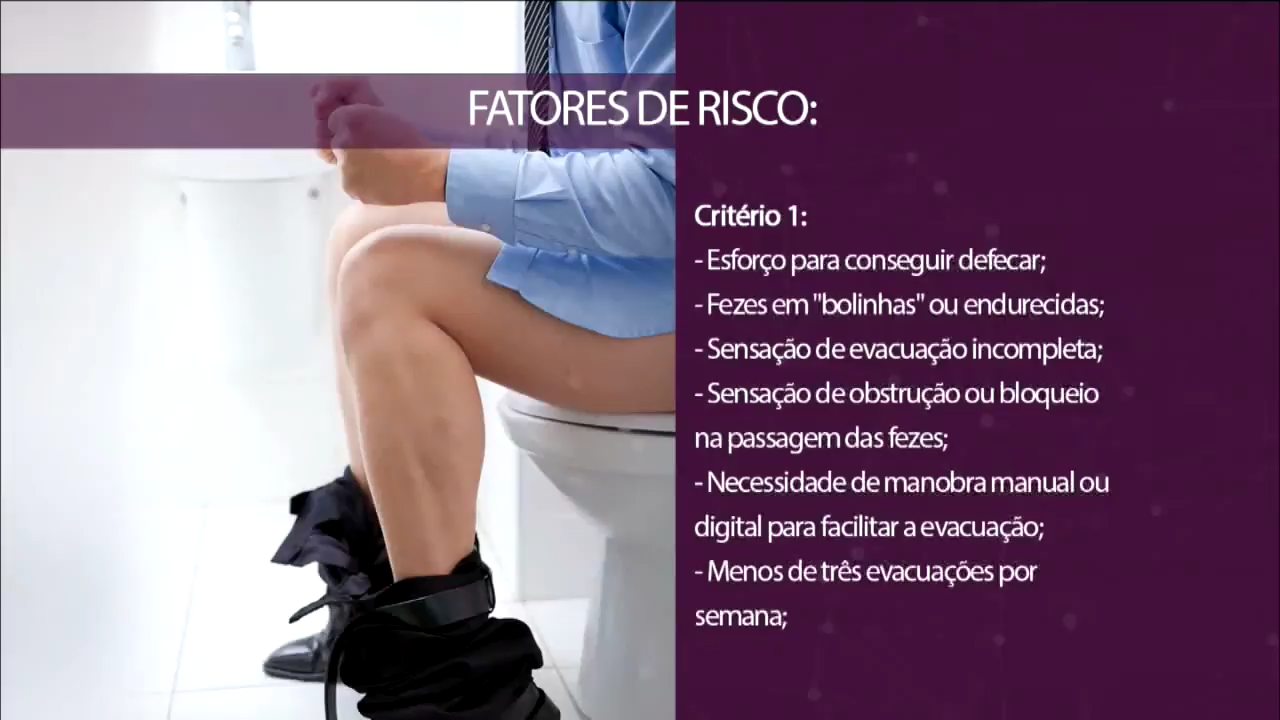 FATORES DE RISCO:
Critério 1:
- Esforço para conseguir defecar;
- Fezes em "bolinhas" ou endurecidas;
- Sensação de evacuação incompleta;
- Sensação de obstrução ou bloqueio
na passagem das fezes;
- Necessidade de manobra manual ou
digital para facilitar a evacuação;
- Menos de três evacuações por
semana;